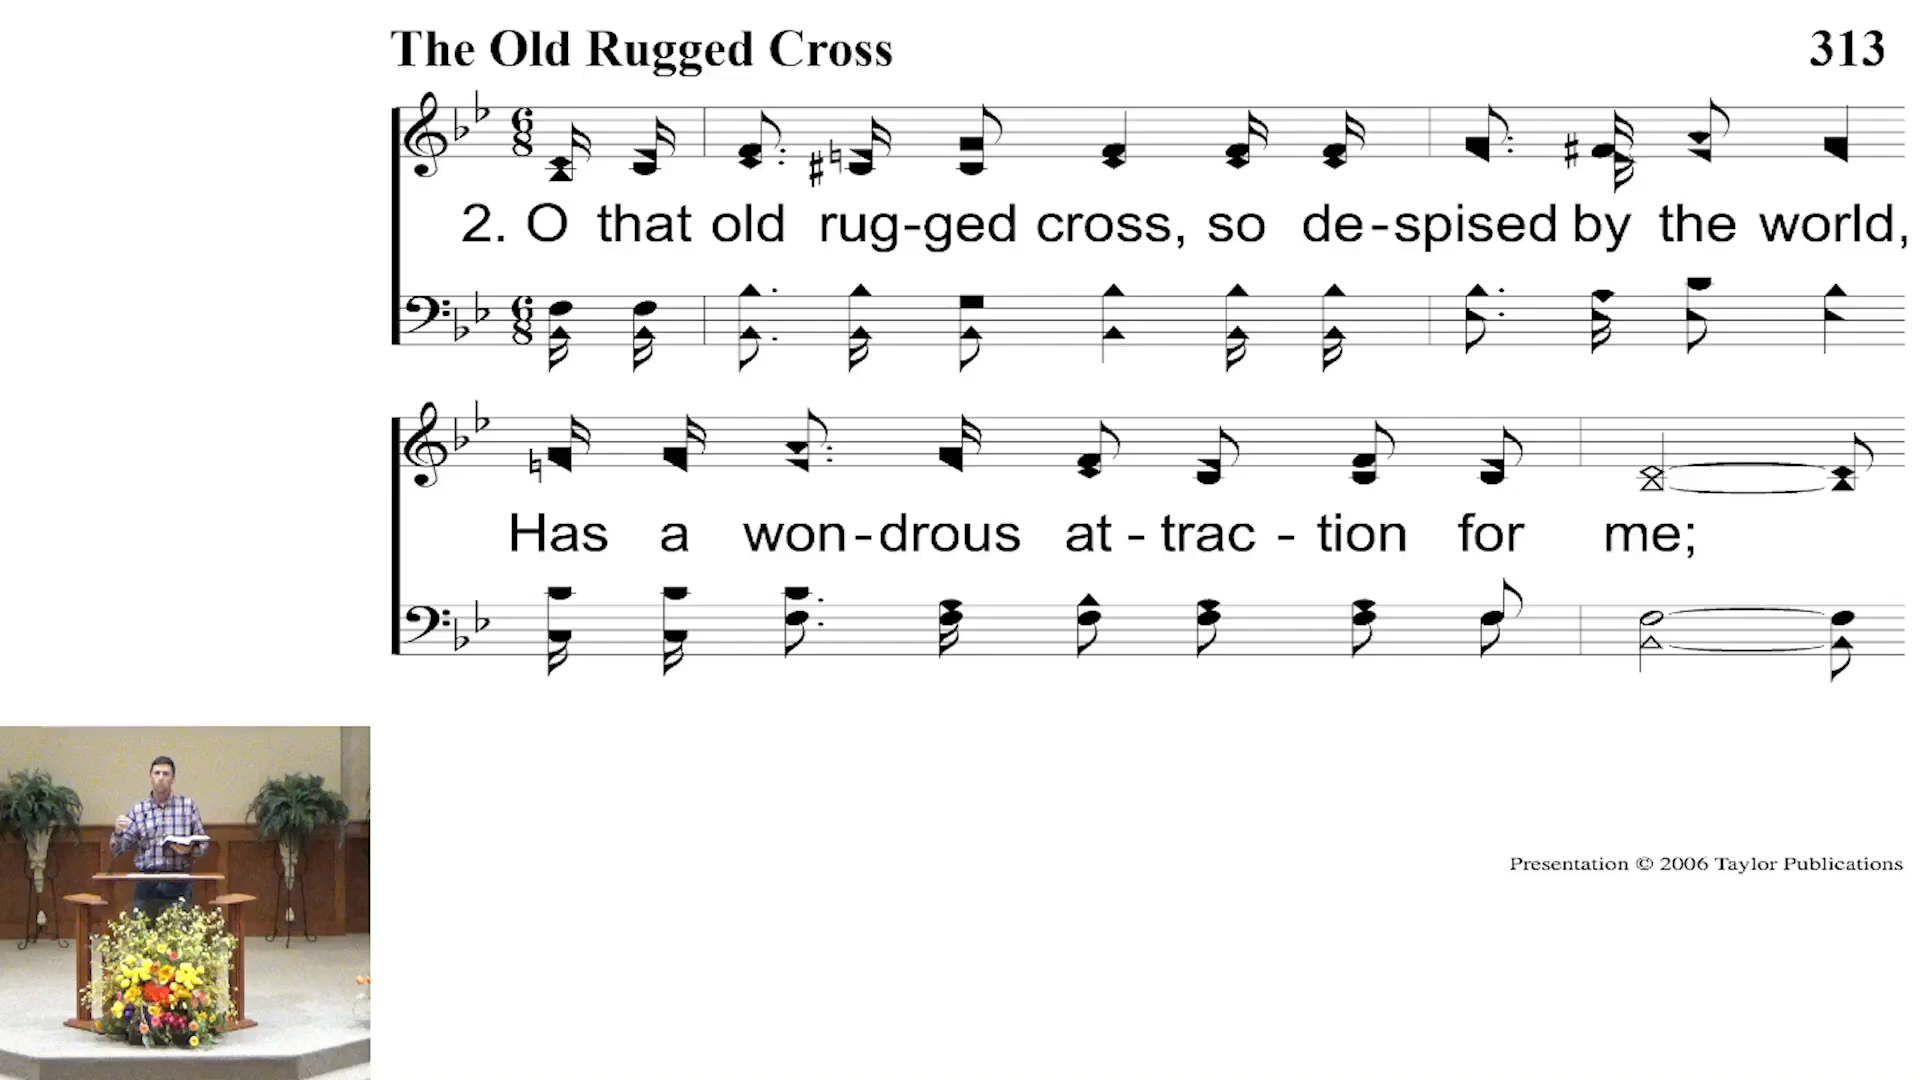 The Old Rugged Cross 313
2. O that old rug-ged cross, so de-spised by the world,
Has a won-drous at-trac-tion for me;
Presentation © 2006 Taylor Publications